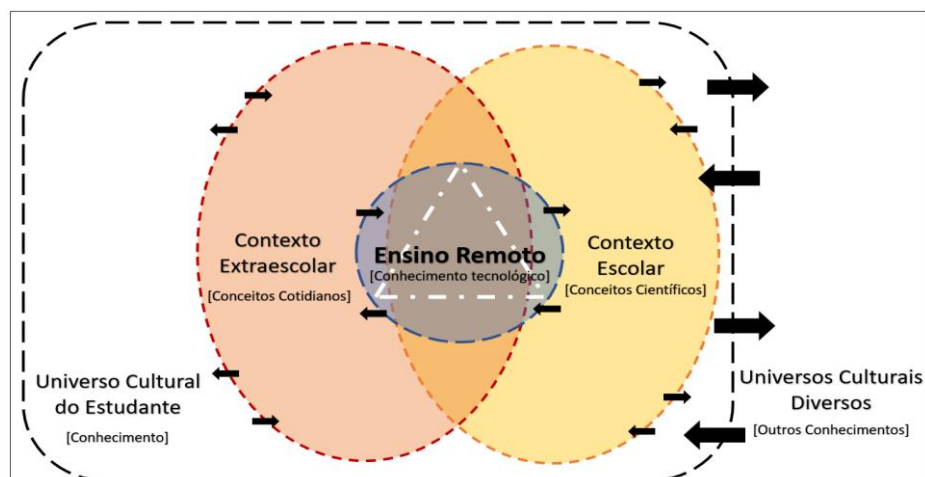 Ensino Remoto
[Conhecimento tecnológico]
Contexto
Extraescolar
[Conceitos Cotidianos]
Contexto
Escolar
[Conceitos Científicos]
Universo Cultural
do Estudante
[Conhecimento]
Universos Culturais
Diversos
[Outros Conhecimentos]